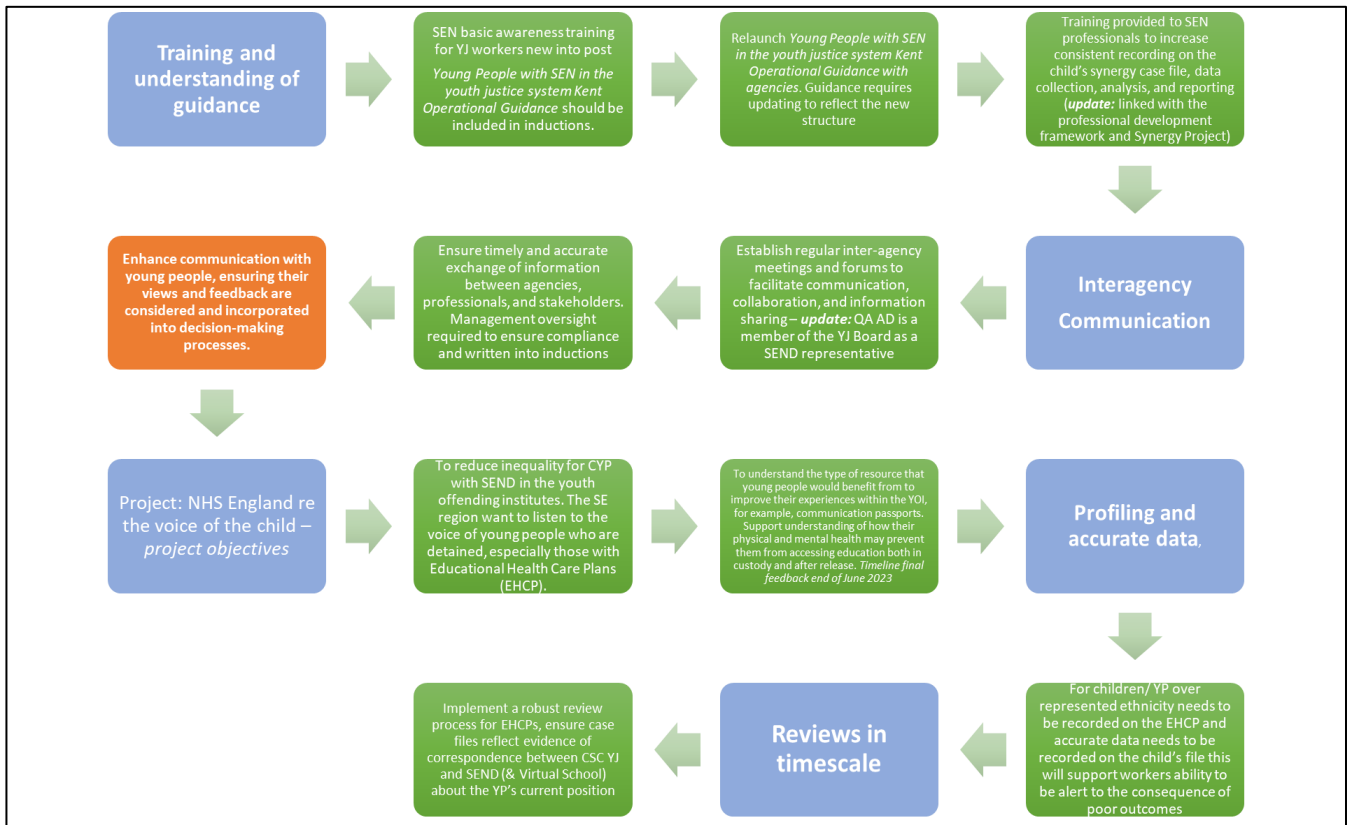 Training and
understanding of
guidance
SEN basic awareness training
for YJ workers new into post
Young People with SEN in the
youth justice system Kent
Operational Guidance should be
included in inductions.
Relaunch Young People with SEN
in the youth justice system Kent
Operational Guidance with
agencies. Guidance requires
updating to reflect the new
structure
Training provided to SEN
professionals to increase
consistent recording on the
child's synergy case file, data
collection, analysis, and reporting
(update: linked with the
professional development
framework and Synergy Project)
Interagency
Communication
Establish regular inter-agency
meetings and forums to
facilitate communication,
collaboration, and information
sharing – update: QA AD is a
member of the YJ Board as a
SEND representative
Ensure timely and accurate
exchange of information
between agencies,
professionals, and stakeholders.
Management oversight
required to ensure compliance
and written into inductions
Enhance communication with
young people, ensuring their
views and feedback are
considered and incorporated
into decision-making
processes.
Project: NHS England re
the voice of the child –
project objectives
To reduce inequality for CYP
with SEND in the youth
offending institutes. The SE
region want to listen to the
voice of young people who are
detained, especially those with
Educational Health Care Plans
(EHCP).
To understand the type of resource that
young people would benefit from to
improve their experiences within the YOI,
for example, communication passports.
Support understanding of how their
physical and mental health may prevent
them from accessing education both in
custody and after release. Timeline final
feedback end of June 2023
Profiling and
accurate data,
For children/ YP over
represented ethnicity needs to
be recorded on the EHCP and
accurate data needs to be
recorded on the child's file this
will support workers ability to
be alert to the consequence of
poor outcomes
Reviews in
timescale
Implement a robust review
process for EHCPs, ensure case
files reflect evidence of
correspondence between CSC YJ
and SEND (& Virtual School)
about the YP's current position